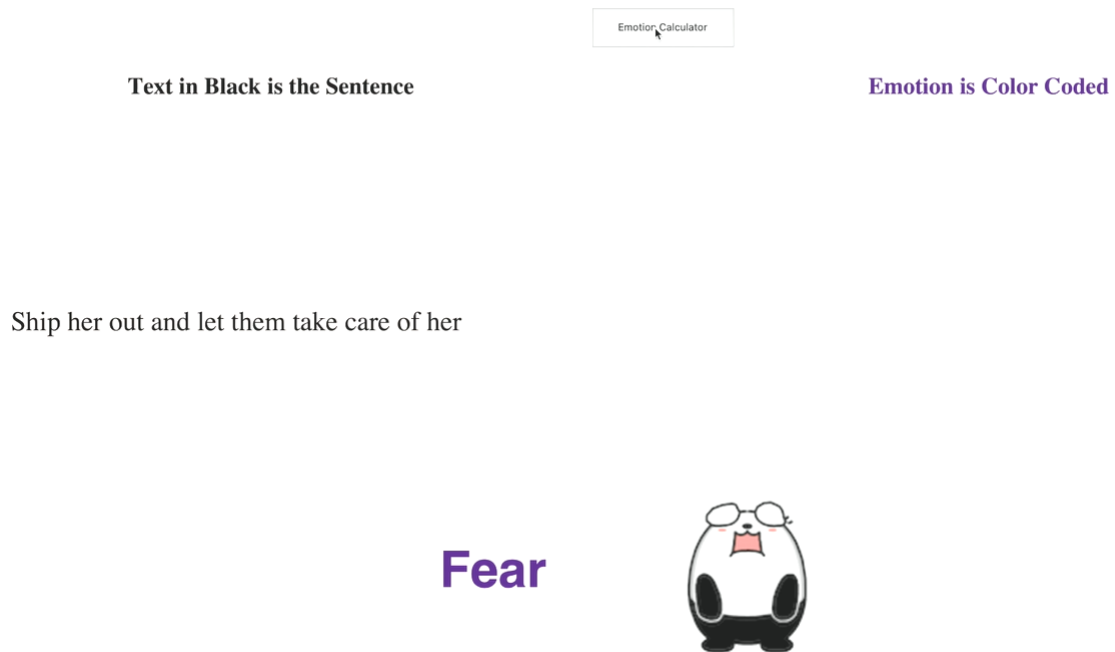 Emotion Calculator
Text in Black is the Sentence
Emotion is Color Coded
Ship her out and let them take care of her
Fear